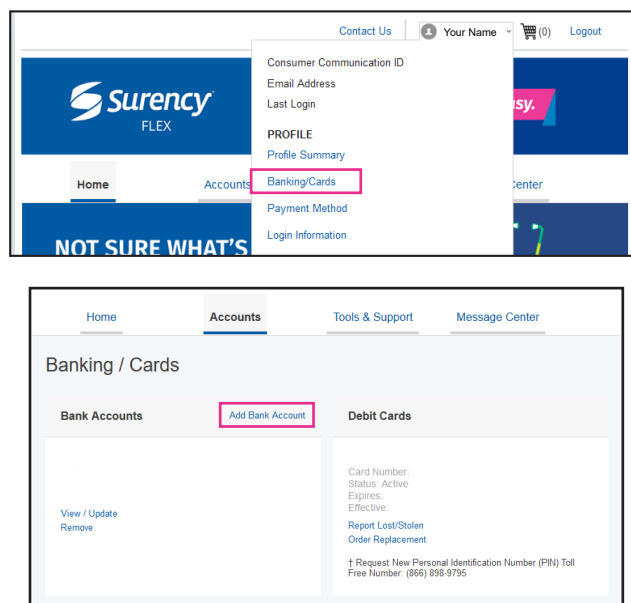 Contact Us Your Name (0) Logout
Consumer Communication ID
Email Address
Last Login
Surency
FLEX
sy.
PROFILE
Profile Summary
Home Accounts Banking/Cards Center
Payment Method
Login Information
NOT SURE WHAT'S
Home Accounts Tools & Support Message Center
Banking / Cards
Bank Accounts Add Bank Account Debit Cards
Card Number:
Status: Active
Expires:
Effective:
View / Update
Remove
Report Lost/Stolen
Order Replacement
† Request New Personal Identification Number (PIN) Toll
Free Number: (866) 898-9795